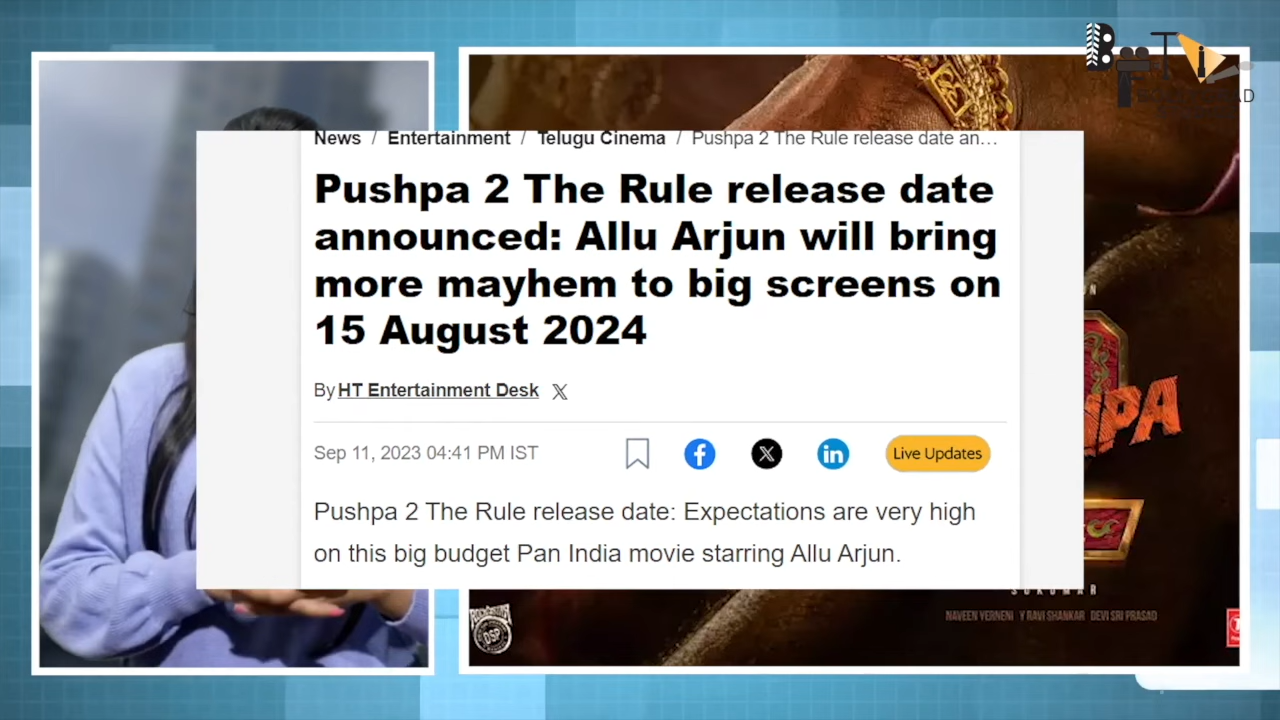 News / Entertainment / Telugu Cinema / Pushpa 2 The Rule release date an...
Pushpa 2 The Rule release date
announced: Allu Arjun will bring
more mayhem to big screens on
15 August 2024
By HT Entertainment Desk
Sep 11, 2023 04:41 PM IST
Live Updates
Pushpa 2 The Rule release date: Expectations are very high
on this big budget Pan India movie starring Allu Arjun.
SUKUMAR
NAVEEN YERNENI Y RAVI SHANKAR DEVI SRI PRASAD
DSP